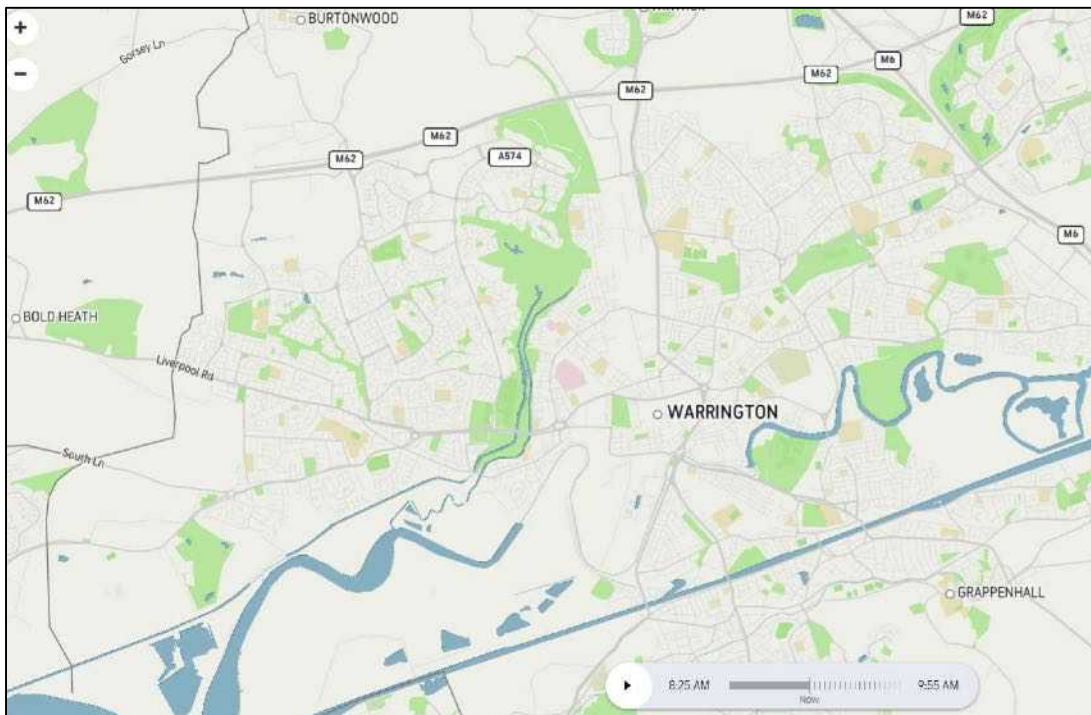 BURTONWOOD
M62
+
Gorsey Ln
M6
M62
M62
−
M62
A574
M62
M62
M6
BOLD HEATH
Liverpool Rd
WARRINGTON
South Ln
GRAPPENHALL
8:25 AM
9:55 AM
Now